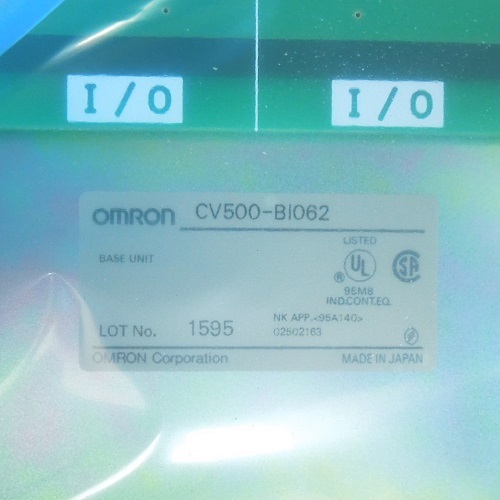 I/O I/O
OMRON CV500-BI062
LISTED
BASE UNIT
UL
® SA
95M8
IND.CONT.EQ.
NK APP.<95A140>
LOT No. 1595 02502163
OMRON Corporation MADE IN JAPAN